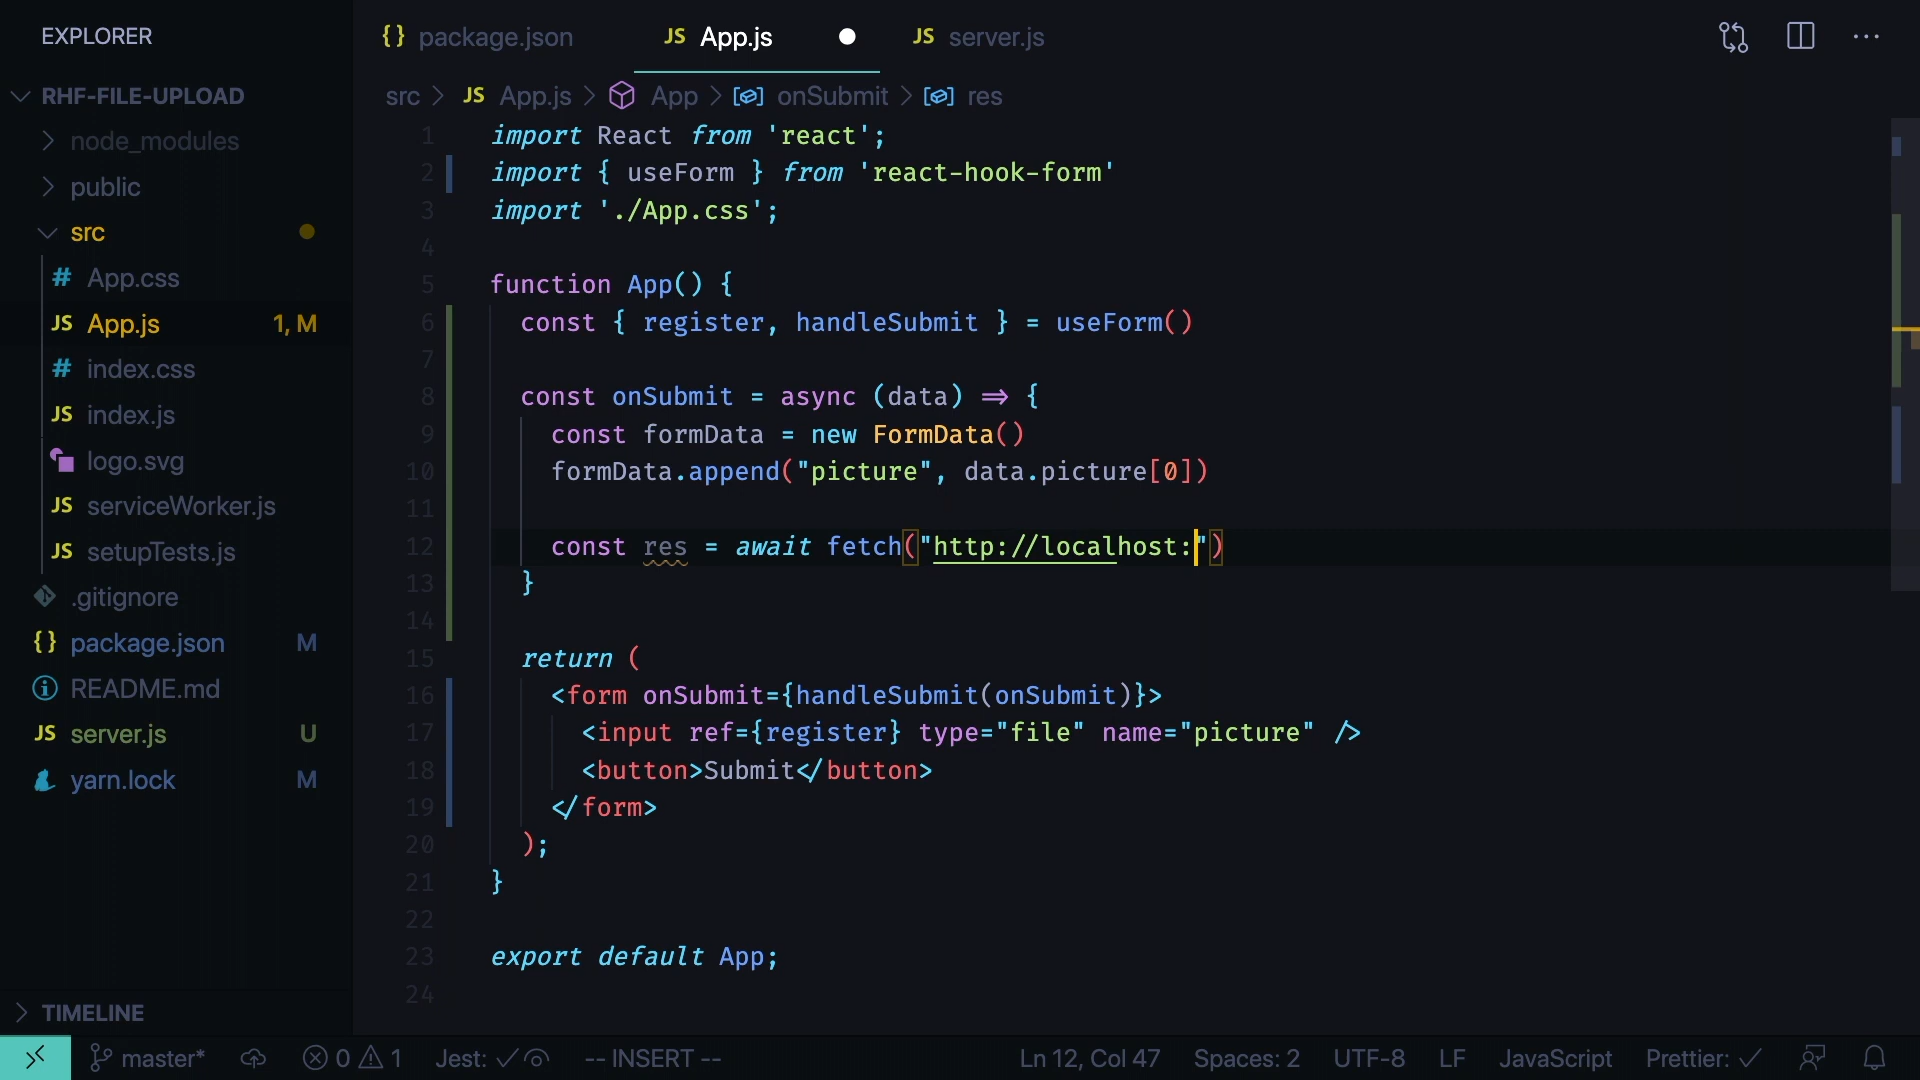 EXPLORER
RHF-FILE-UPLOAD
node_modules
public
src
# App.css
JS App.js 1, M
# index.css
JS index.js
logo.svg
JS serviceWorker.js
JS setupTests.js
.gitignore
{} package.json M
README.md
JS server.js U
yarn.lock M
TIMELINE
{} package.json JS App.js JS server.js
src > JS App.js > App > onSubmit > res
1 import React from 'react';
2 import { useForm } from 'react-hook-form'
3 import './App.css';
4
5 function App() {
6 const { register, handleSubmit } = useForm()
7
8 const onSubmit = async (data) => {
9 const formData = new FormData()
10 formData.append("picture", data.picture[0])
11
12 const res = await fetch("http://localhost:")
13 }
14
15 return (
16 <form onSubmit={handleSubmit(onSubmit)}>
17 <input ref={register} type="file" name="picture" />
18 <button>Submit</button>
19 </form>
20 );
21 }
22
23 export default App;
24
master* 0 1 Jest: -- INSERT -- Ln 12, Col 47 Spaces: 2 UTF-8 LF JavaScript Prettier: